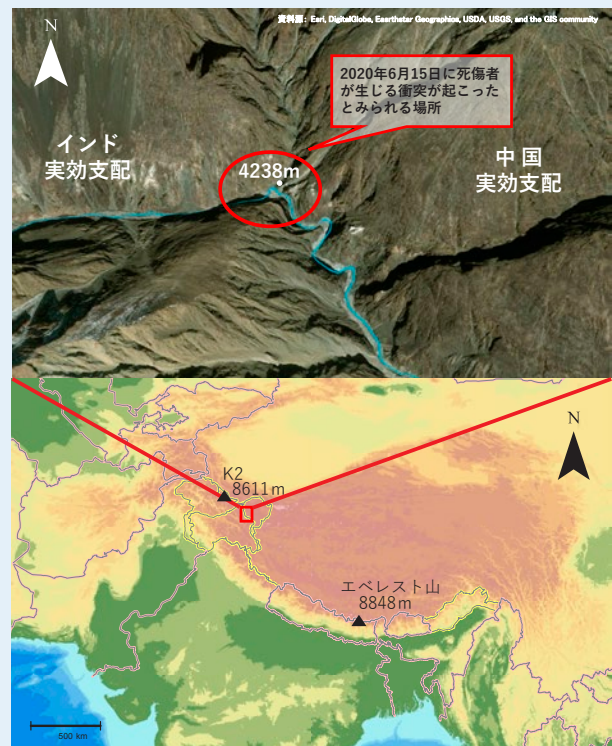 N
資料源：Esri, DigitalGlobe, Eearthstar Geographics, USDA, USGS, and the GIS community
2020年6月15日に死傷者
が生じる衝突が起こった
とみられる場所
インド
実効支配
4238m
中国
実効支配
N
K2
8611m
エベレスト山
8848m
500 km